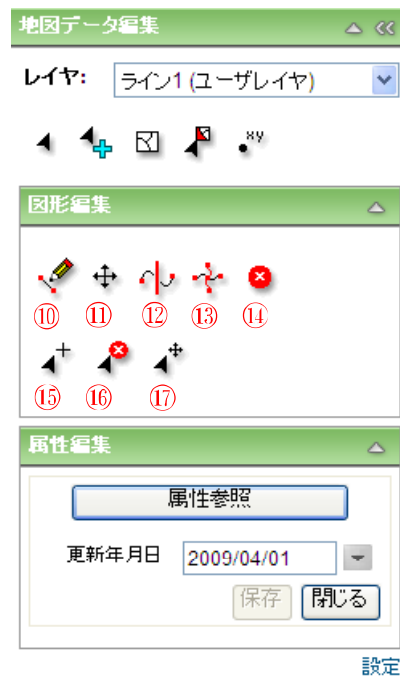 地図データ編集
レイヤ: ライン1 (ユーザレイヤ)
xy
図形編集
⑩ ⑪ ⑫ ⑬ ⑭
⑮ ⑯ ⑰
属性編集
属性参照
更新年月日 2009/04/01
保存 閉じる
設定